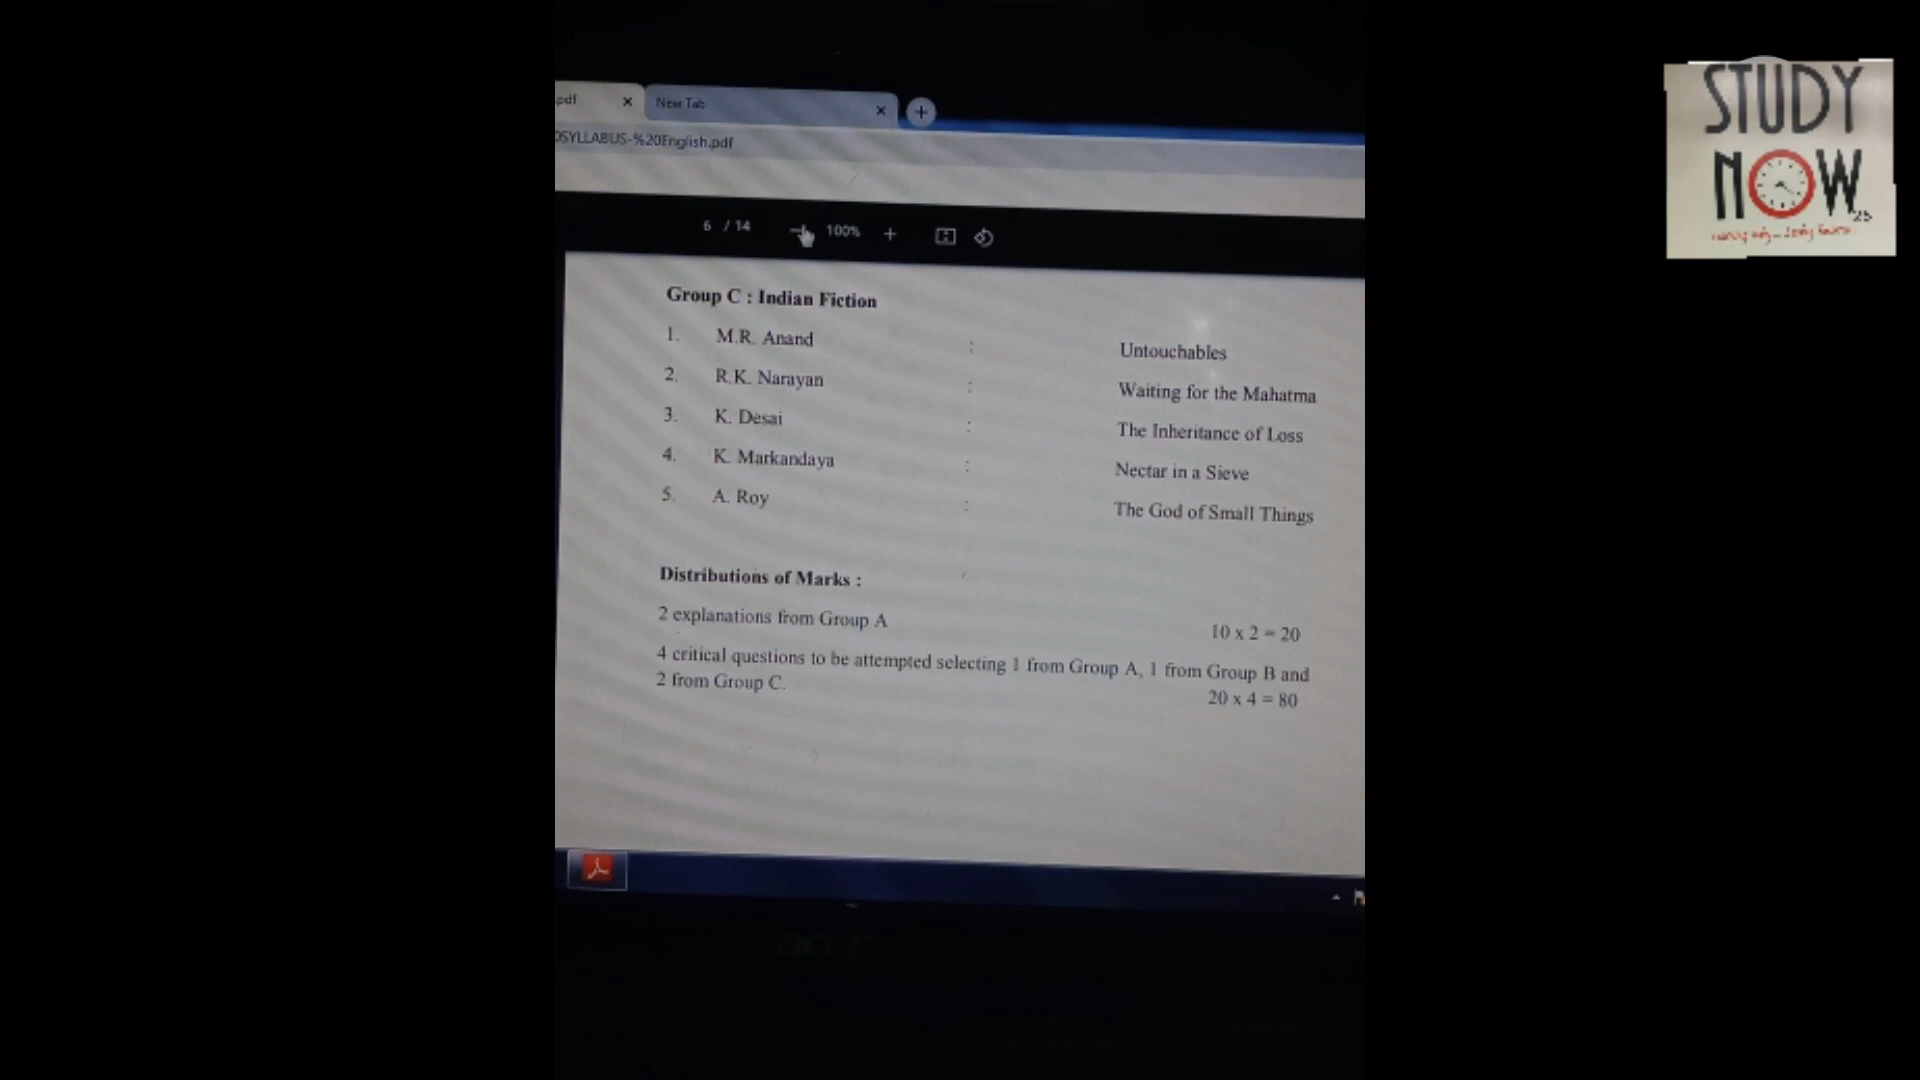 STUDY
NOW
25
.pdf
New Tab
SYLLABUS-%20English.pdf
6 / 14
100%
Group C : Indian Fiction
1. M.R. Anand : Untouchables
2. R.K. Narayan : Waiting for the Mahatma
3. K. Desai : The Inheritance of Loss
4. K. Markandaya : Nectar in a Sieve
5. A. Roy : The God of Small Things
Distributions of Marks :
2 explanations from Group A 10 x 2 = 20
4 critical questions to be attempted selecting 1 from Group A, 1 from Group B and
2 from Group C. 20 x 4 = 80
acer